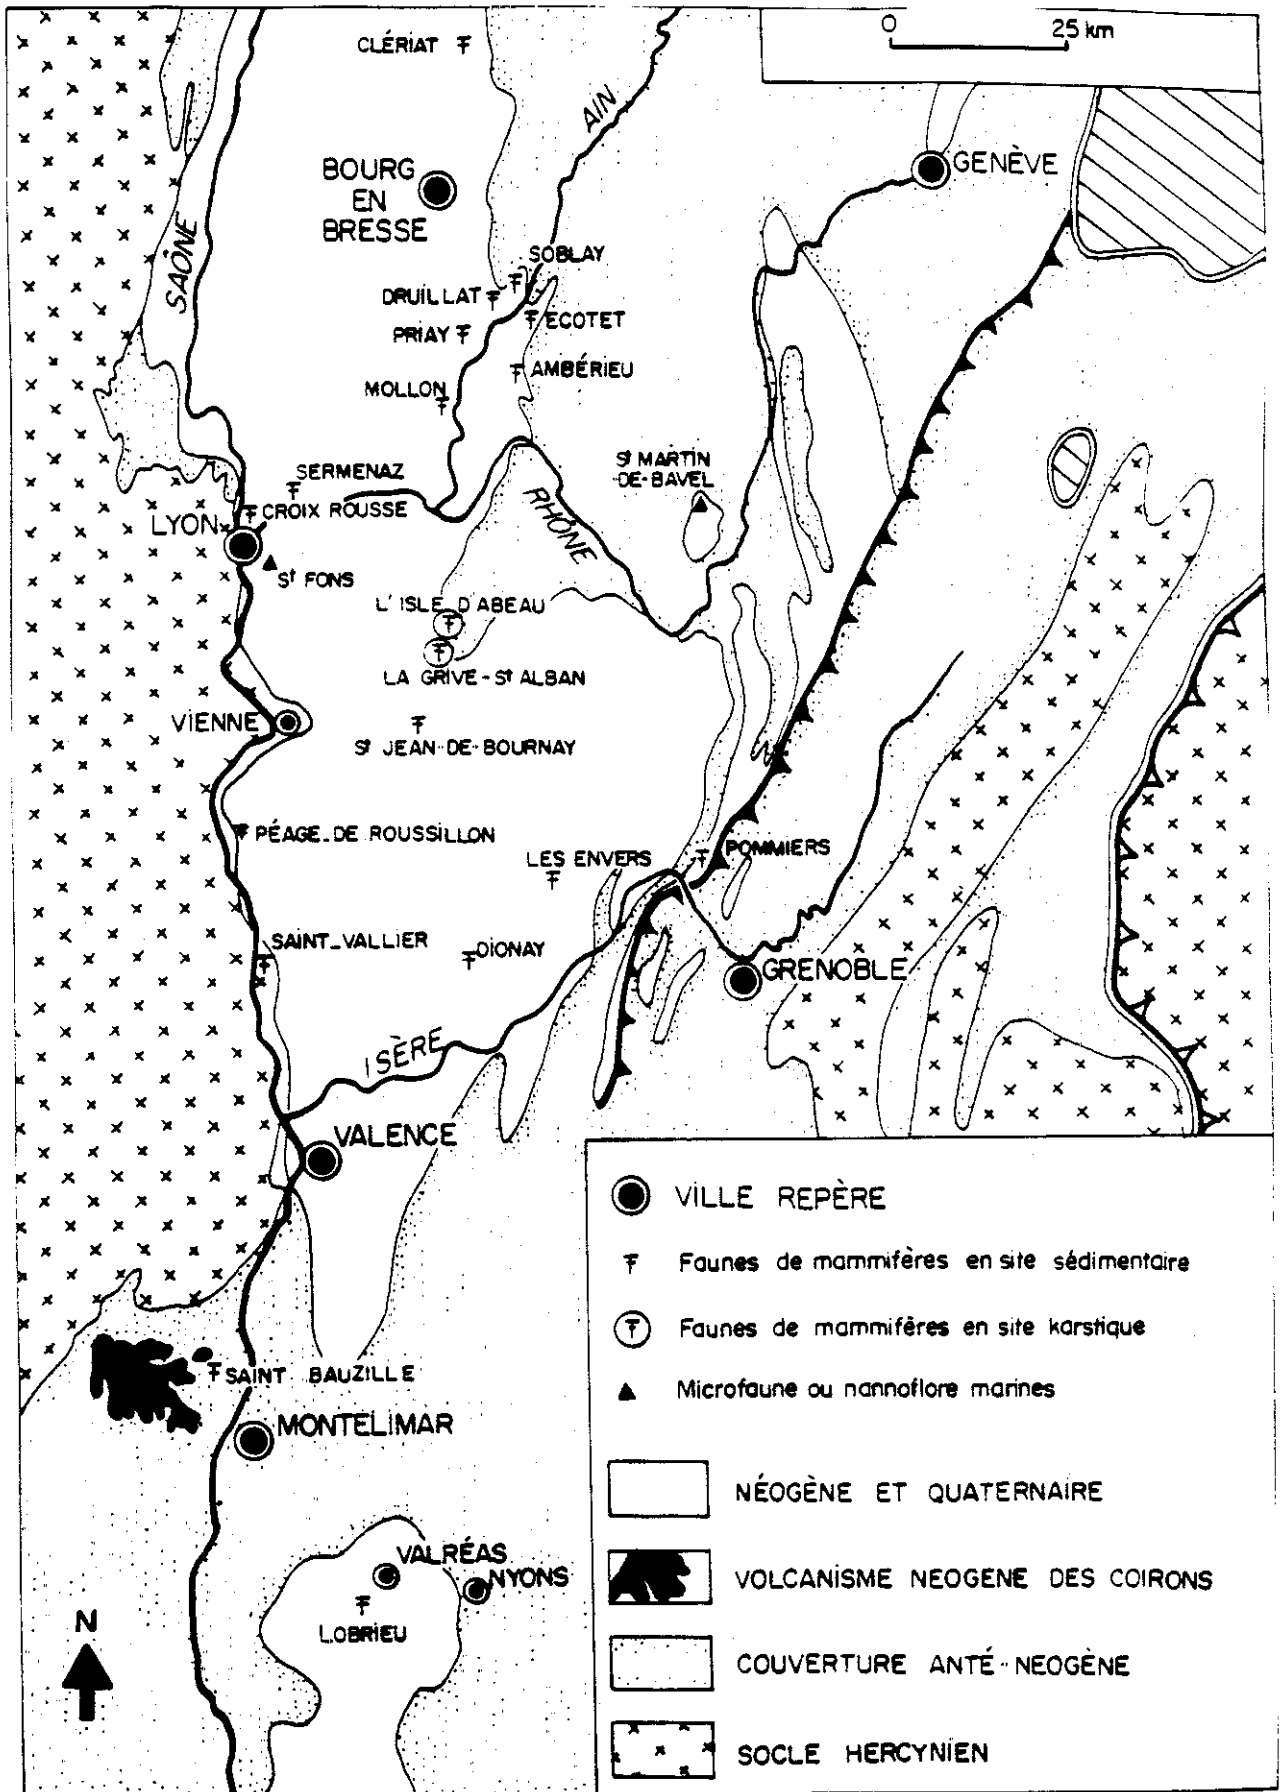 0 25 km
CLÉRIAT
AIN
BOURG
EN
BRESSE
GENÈVE
SAÔNE
SOBLAY
DRUILLAT
ECOTET
PRIAY
AMBÉRIEU
MOLLON
St MARTIN
-DE-BAVEL
SERMENAZ
CROIX ROUSSE
RHÔNE
LYON
St FONS
L'ISLE D'ABEAU
LA GRIVE-St ALBAN
VIENNE
St JEAN-DE-BOURNAY
PÉAGE-DE ROUSSILLON
LES ENVERS
POMMIERS
SAINT-VALLIER
DIONAY
GRENOBLE
ISÈRE
VALENCE
VILLE REPÈRE
Faunes de mammifères en site sédimentaire
Faunes de mammifères en site karstique
SAINT BAUZILLE
Microfaune ou nannoflore marines
MONTELIMAR
NÉOGÈNE ET QUATERNAIRE
VALRÉAS
NYONS
VOLCANISME NEOGENE DES COIRONS
LOBRIEU
N
COUVERTURE ANTÉ-NEOGÈNE
SOCLE HERCYNIEN